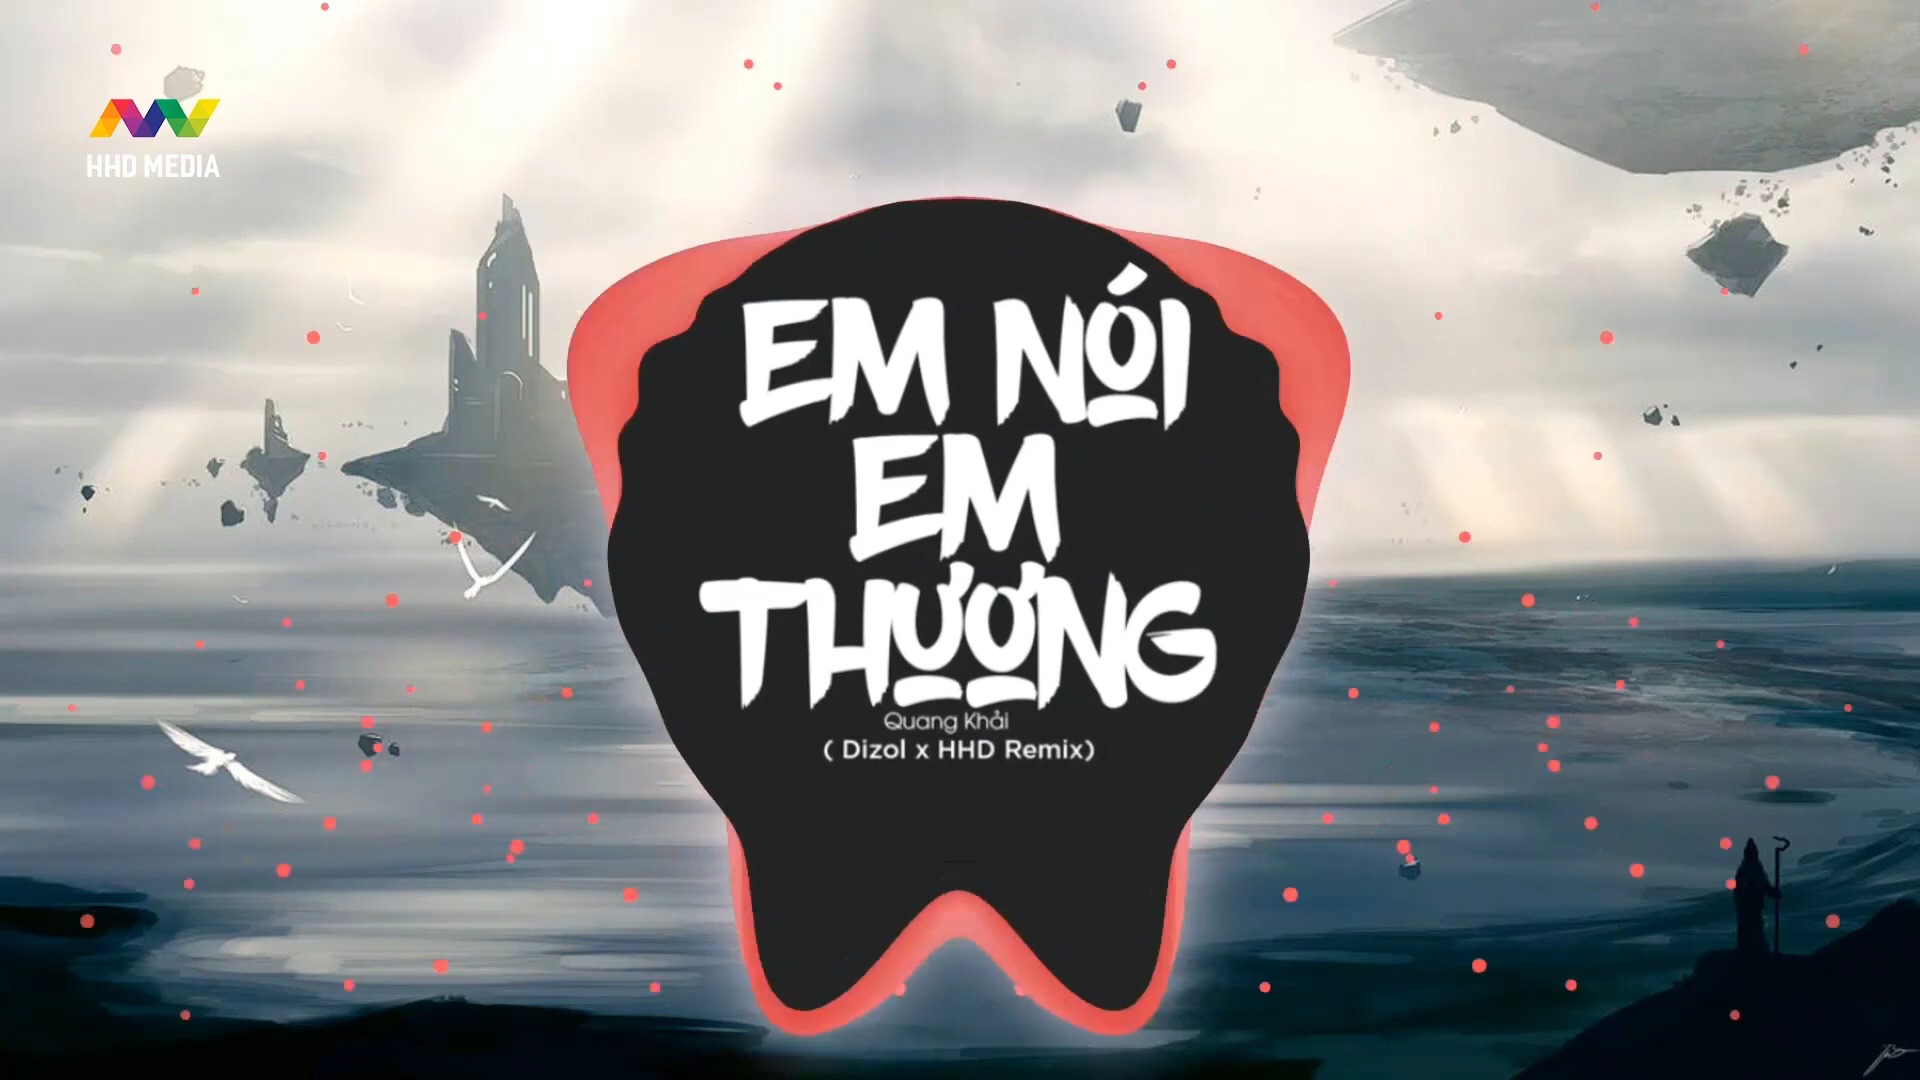 HHD MEDIA
EM NÓI
EM
THƯƠNG
Quang Khải
( Dizol x HHD Remix)